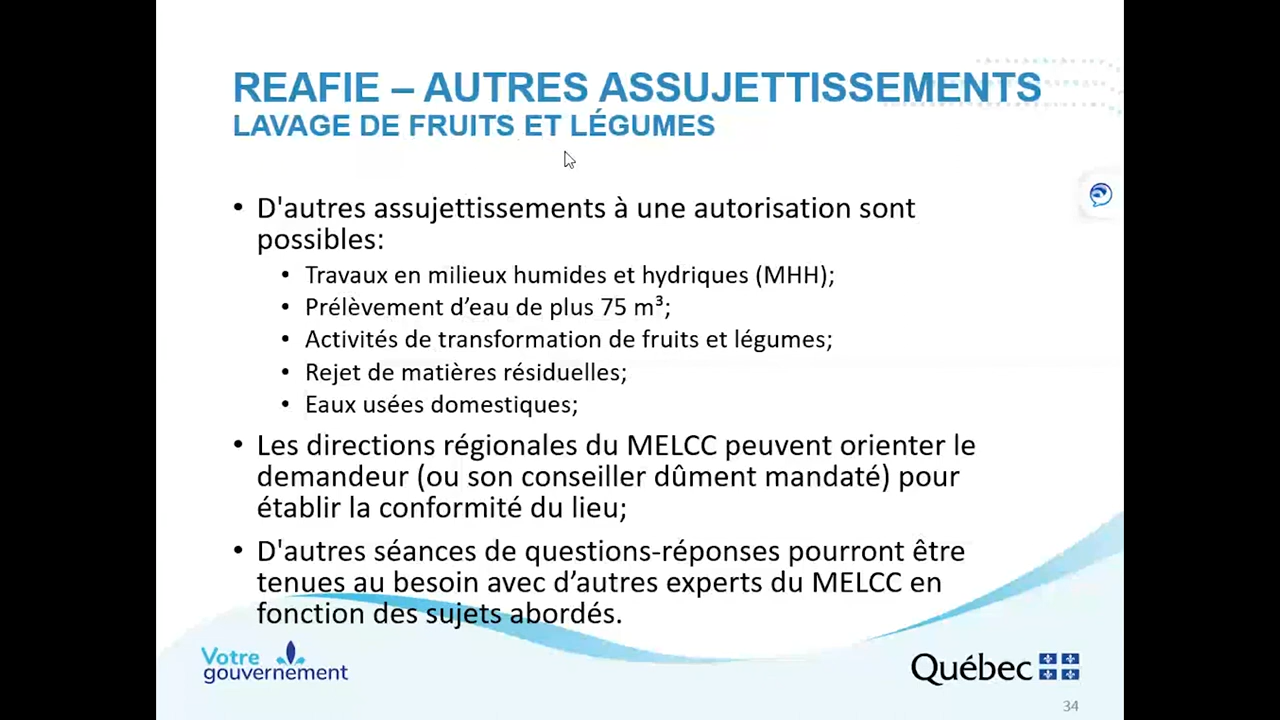 REAFIE – AUTRES ASSUJETTISSEMENTS
LAVAGE DE FRUITS ET LÉGUMES
• D'autres assujettissements à une autorisation sont
possibles:
• Travaux en milieux humides et hydriques (MHH);
• Prélèvement d’eau de plus 75 m³;
• Activités de transformation de fruits et légumes;
• Rejet de matières résiduelles;
• Eaux usées domestiques;
• Les directions régionales du MELCC peuvent orienter le
demandeur (ou son conseiller dûment mandaté) pour
établir la conformité du lieu;
• D'autres séances de questions-réponses pourront être
tenues au besoin avec d’autres experts du MELCC en
fonction des sujets abordés.
Votre
gouvernement
Québec
34